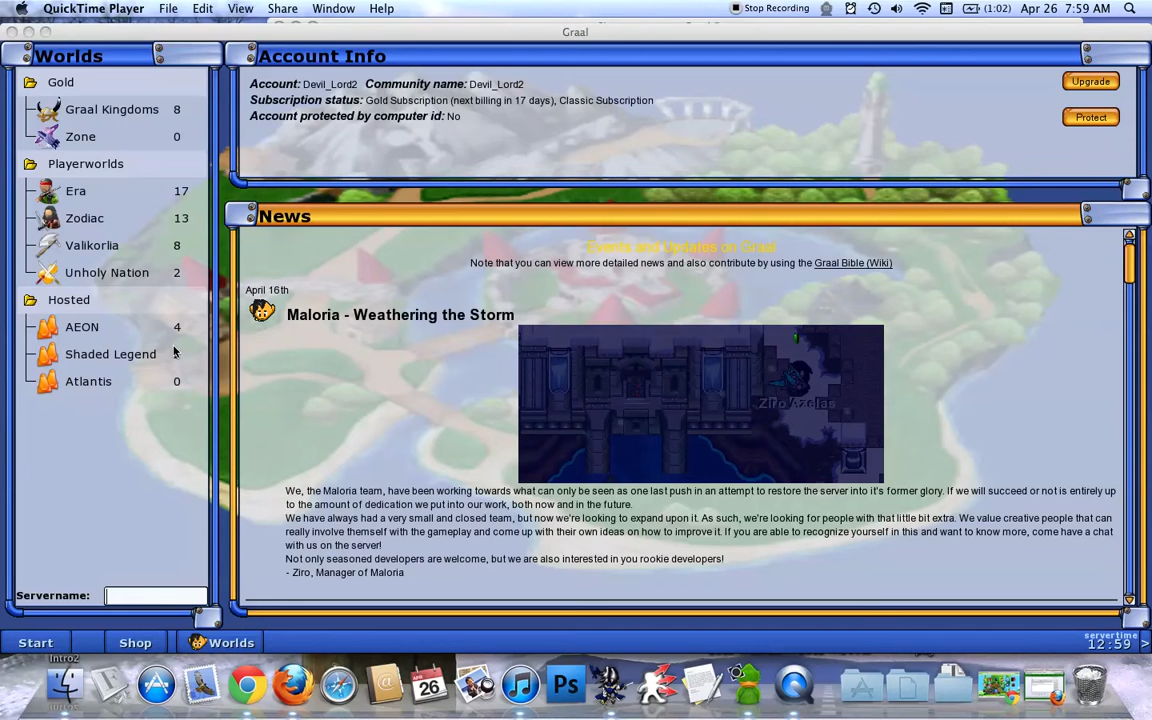 QuickTime Player File Edit View Share Window Help Stop Recording (1:02) Apr 26 7:59 AM
Graal
Worlds
Gold
Graal Kingdoms 8
Zone 0
Playerworlds
Era 17
Zodiac 13
Valikorlia 8
Unholy Nation 2
Hosted
AEON 4
Shaded Legend
Atlantis 0
Servername:
Account Info
Account: Devil_Lord2 Community name: Devil_Lord2
Subscription status: Gold Subscription (next billing in 17 days), Classic Subscription
Account protected by computer id: No
Upgrade
Protect
News
Events and Updates on Graal
Note that you can view more detailed news and also contribute by using the Graal Bible (Wiki)
April 16th
Maloria - Weathering the Storm
Ziro Azelas
We, the Maloria team, have been working towards what can only be seen as one last push in an attempt to restore the server into it's former glory. If we will succeed or not is entirely up
to the amount of dedication we put into our work, both now and in the future.
We have always had a very small and closed team, but now we're looking to expand upon it. As such, we're looking for people with that little bit extra. We value creative people that can
really involve themself with the gameplay and come up with their own ideas on how to improve it. If you are able to recognize yourself in this and want to know more, come have a chat
with us on the server!
Not only seasoned developers are welcome, but we are also interested in you rookie developers!
- Ziro, Manager of Maloria
Start Shop Worlds
servertime
12:59 >
Intro2
APR
26
Ps